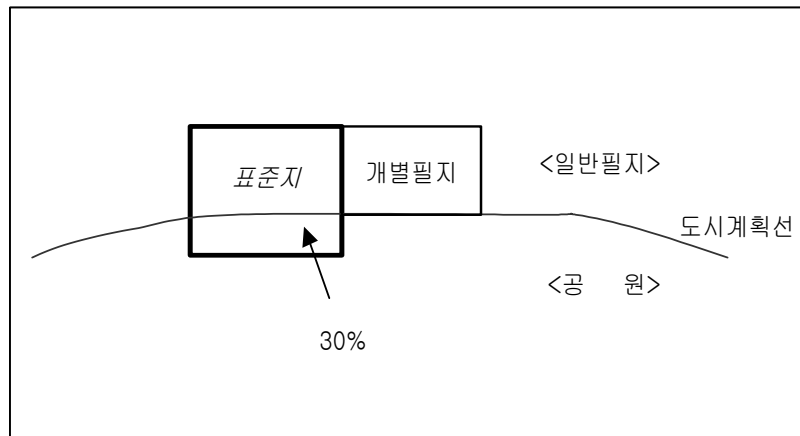 표준지
개별필지
<일반필지>
도시계획선
<공 원>
30%